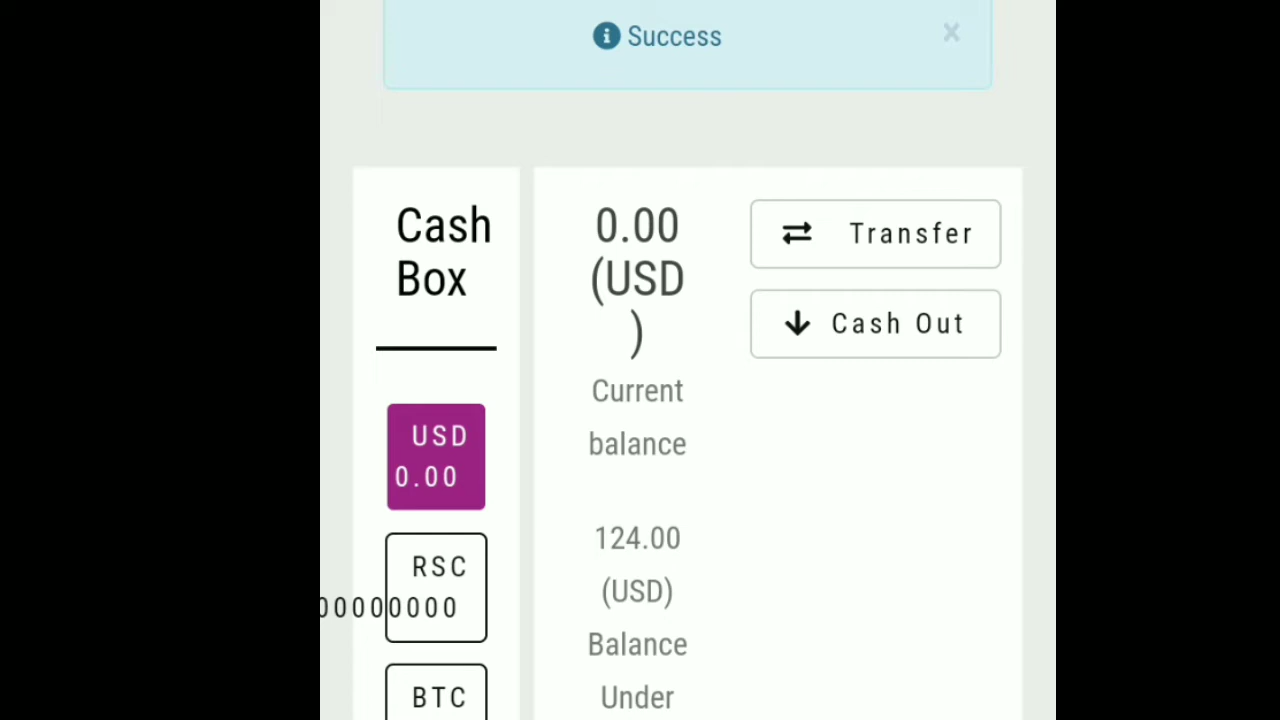 Success ×
Cash
Box
USD
0.00
RSC
00000000
BTC
0.00
(USD
)
Current
balance
124.00
(USD)
Balance
Under
Transfer
Cash Out